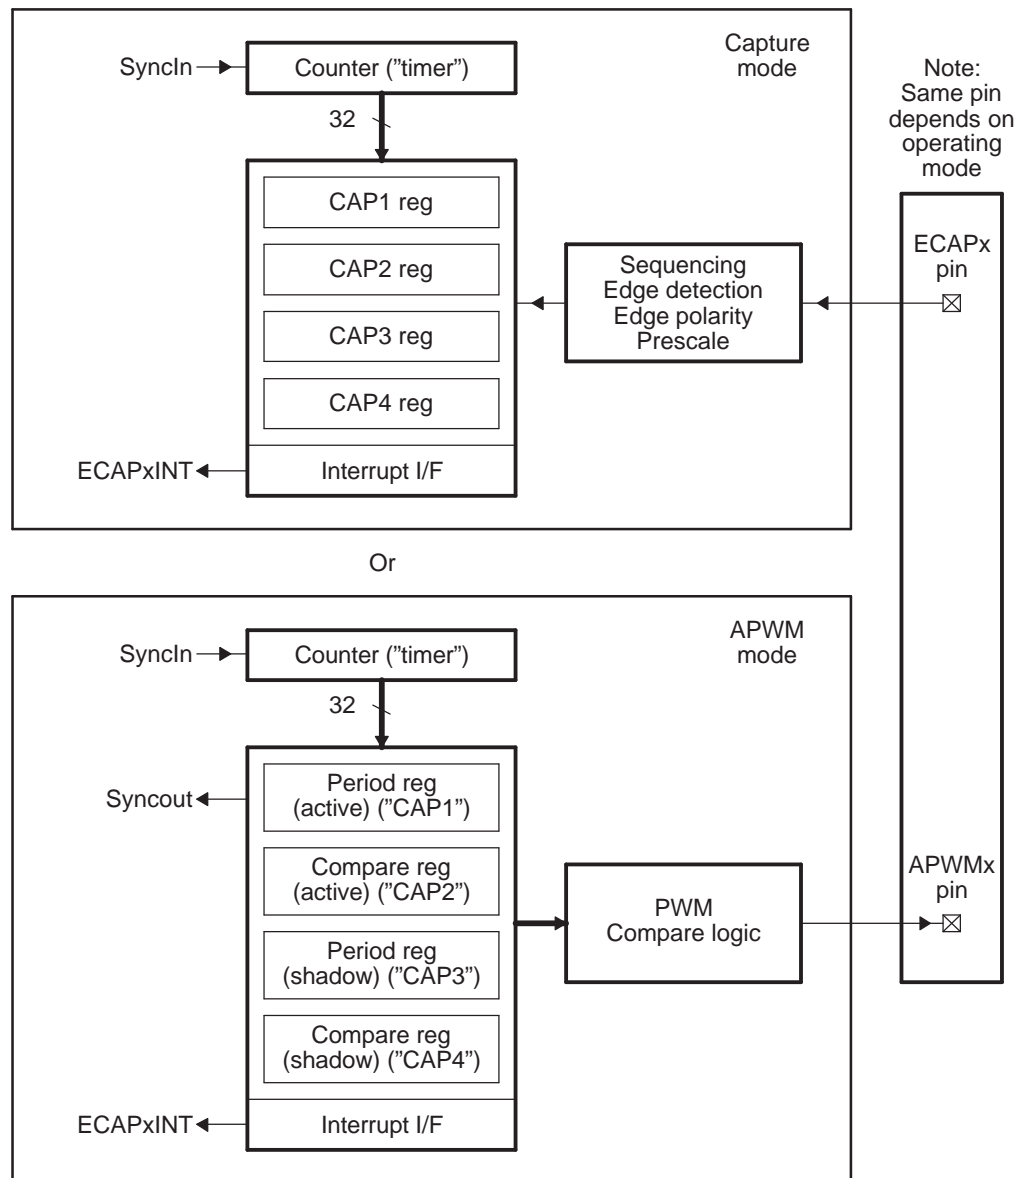 Capture
mode
SyncIn
Counter (”timer”)
32
CAP1 reg
CAP2 reg
CAP3 reg
CAP4 reg
Sequencing
Edge detection
Edge polarity
Prescale
ECAPxINT
Interrupt I/F
Note:
Same pin
depends on
operating
mode
ECAPx
pin
Or
APWM
mode
SyncIn
Counter (”timer”)
32
Syncout
Period reg
(active) (”CAP1”)
Compare reg
(active) (”CAP2”)
Period reg
(shadow) (”CAP3”)
Compare reg
(shadow) (”CAP4”)
PWM
Compare logic
ECAPxINT
Interrupt I/F
APWMx
pin